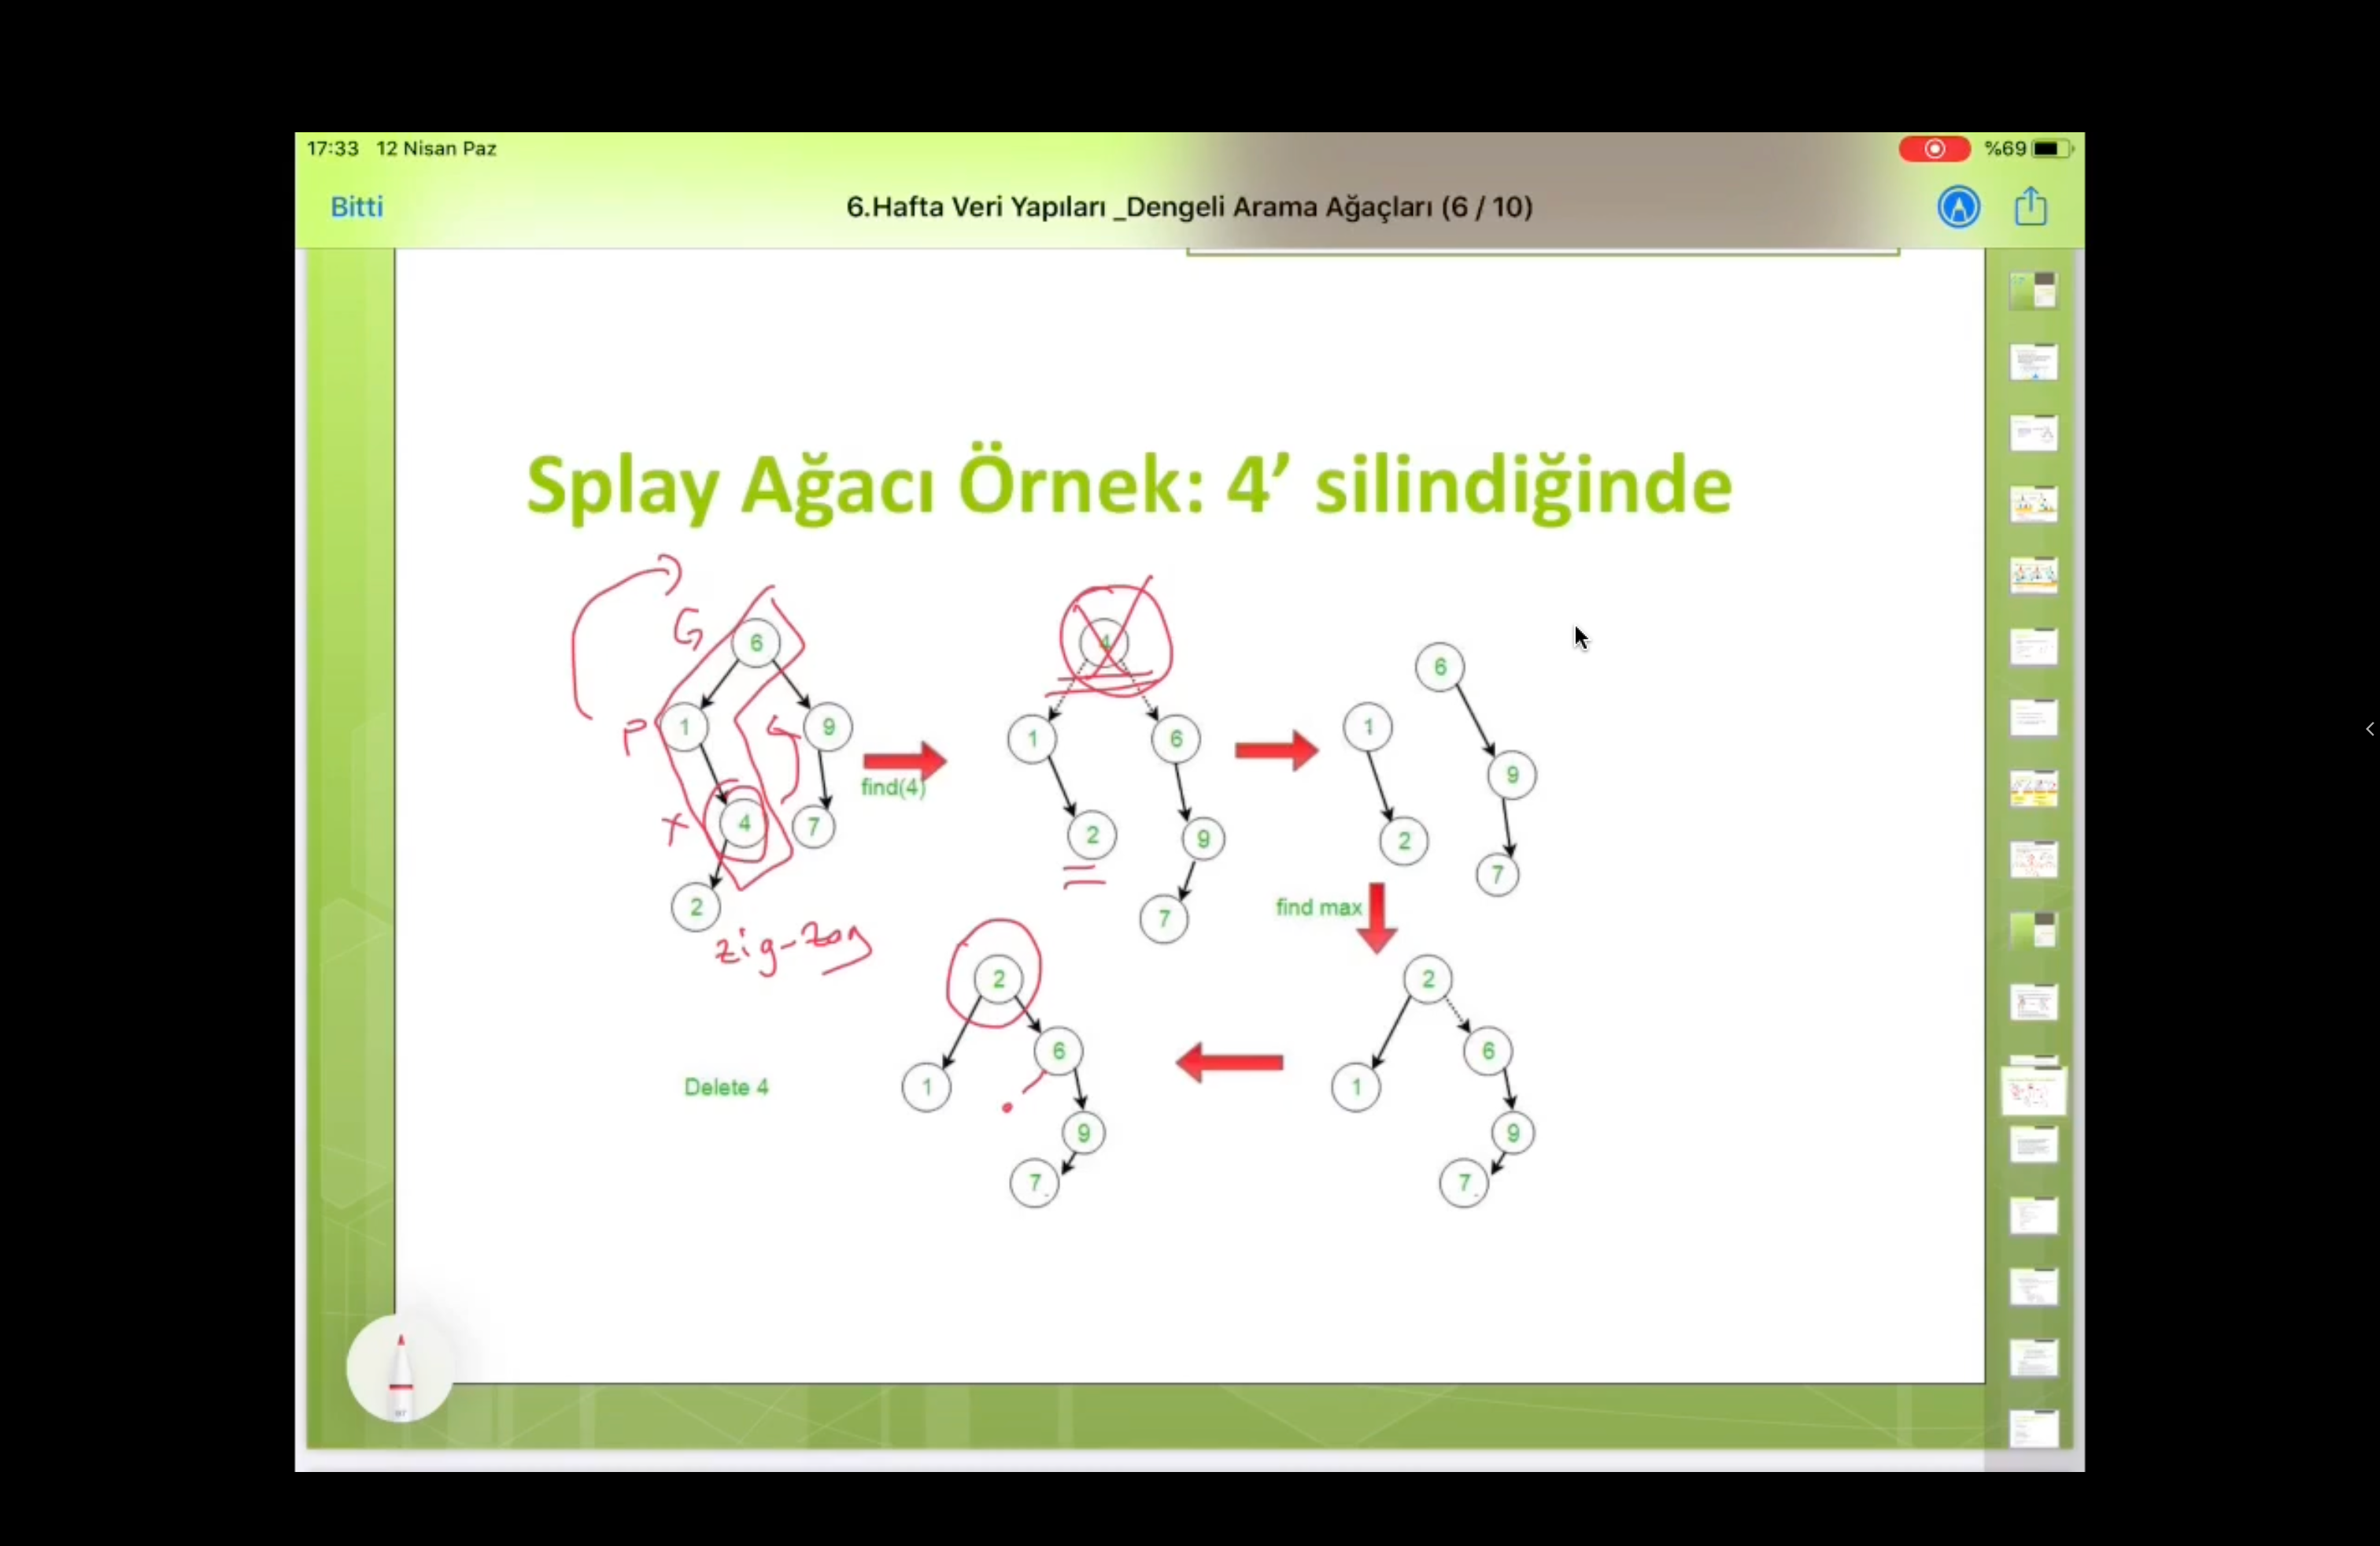 17:33 12 Nisan Paz
%69
Bitti
6.Hafta Veri Yapıları _Dengeli Arama Ağaçları (6 / 10)
Splay Ağacı Örnek: 4’ silindiğinde
G
6
P
1
9
X
4
7
2
zig-zag
find(4)
4
1
6
2
9
7
6
1
9
2
7
find max
2
6
1
9
7
2
6
1
9
7
Delete 4